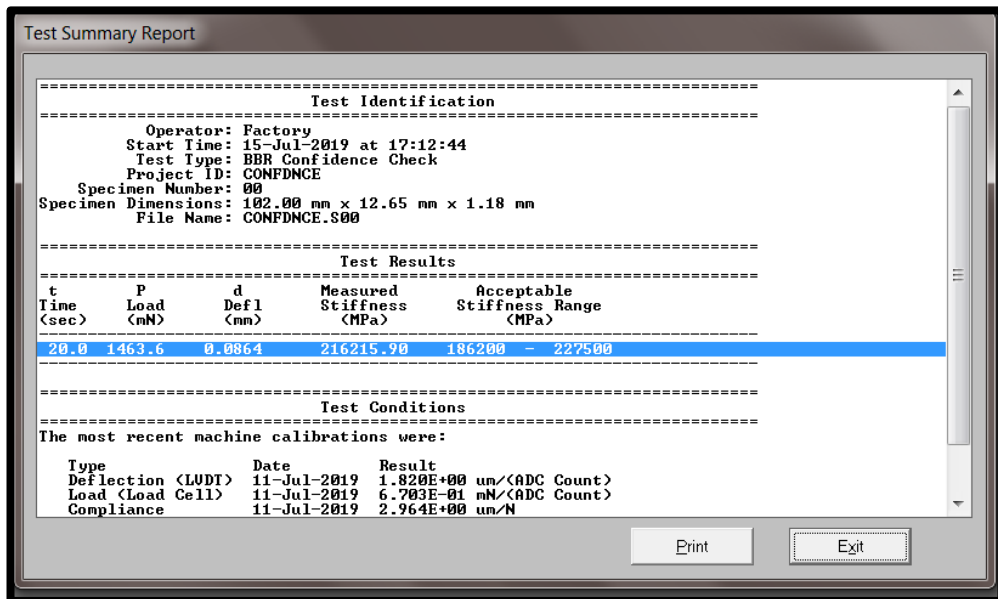 Test Summary Report
================================================================================
Test Identification
================================================================================
Operator: Factory
Start Time: 15-Jul-2019 at 17:12:44
Test Type: BBR Confidence Check
Project ID: CONFDNCE
Specimen Number: 00
Specimen Dimensions: 102.00 mm x 12.65 mm x 1.18 mm
File Name: CONFDNCE.S00
================================================================================
Test Results
================================================================================
t P d Measured Acceptable
Time Load Defl Stiffness Stiffness Range
(sec) (mN) (mm) (MPa) (MPa)
--------------------------------------------------------------------------------
20.0 1463.6 0.0864 216215.90 186200 - 227500
--------------------------------------------------------------------------------
================================================================================
Test Conditions
================================================================================
The most recent machine calibrations were:
Type Date Result
Deflection (LVDT) 11-Jul-2019 1.820E+00 um/(ADC Count)
Load (Load Cell) 11-Jul-2019 6.703E-01 mN/(ADC Count)
Compliance 11-Jul-2019 2.964E+00 um/N
Print Exit